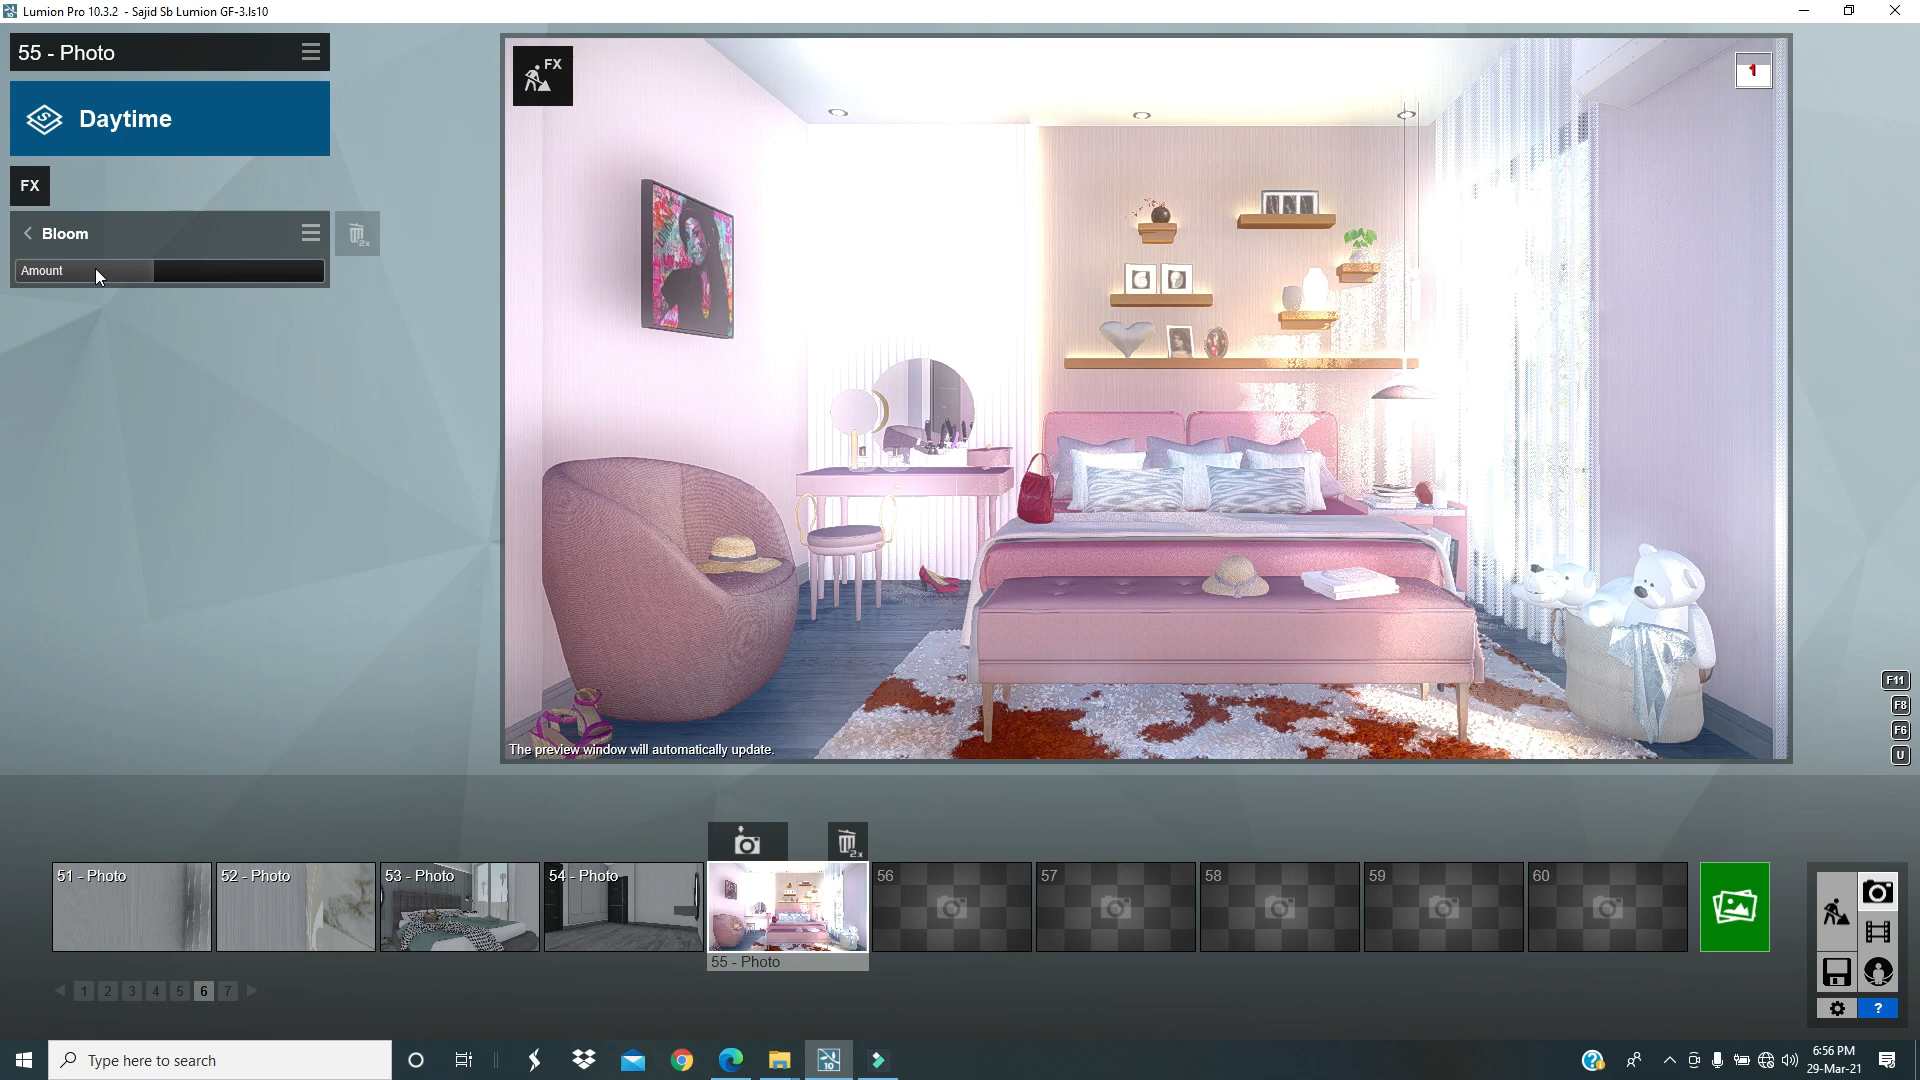 Lumion Pro 10.3.2 - Sajid Sb Lumion GF-3.ls10
55 - Photo
Daytime
FX
Bloom
2x
Amount
FX
1
The preview window will automatically update.
F11
F8
F6
U
2x
51 - Photo
52 - Photo
53 - Photo
54 - Photo
56
57
58
59
60
55 - Photo
1 2 3 4 5 6 7
?
Type here to search
10
6:56 PM
29-Mar-21